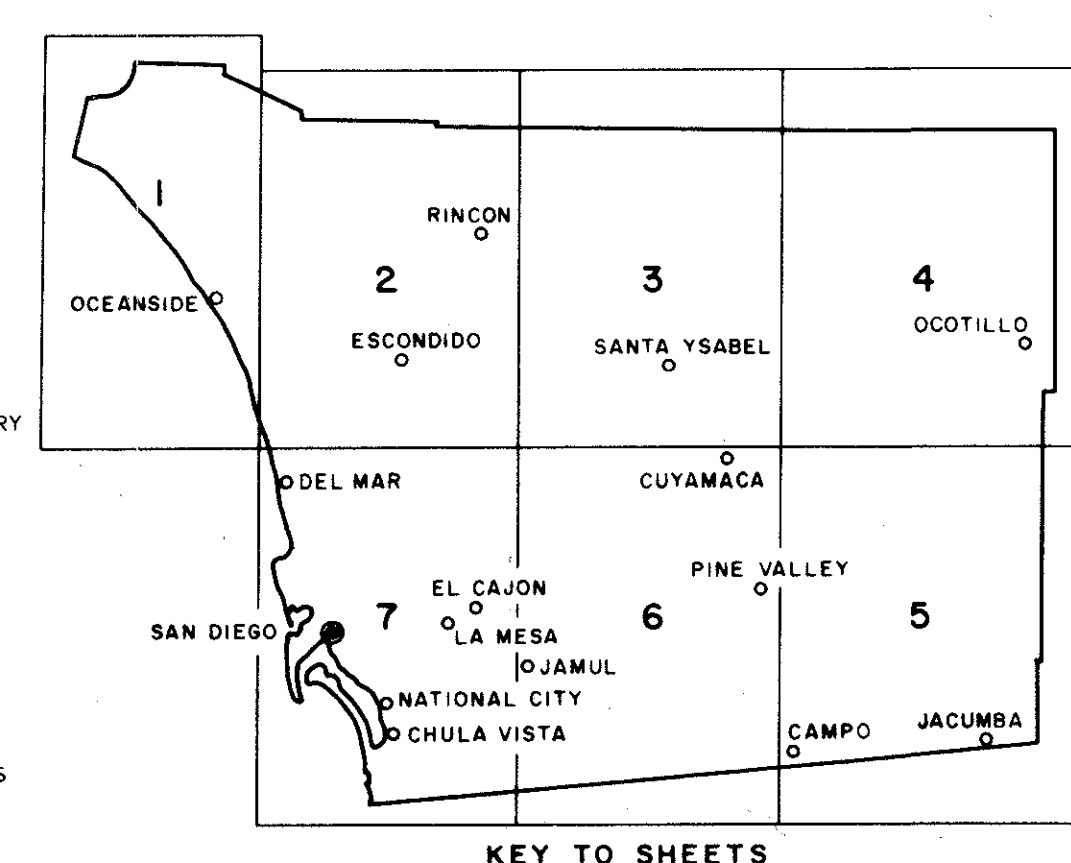 1
RINCON
2
3
4
OCEANSIDE
OCOTILLO
ESCONDIDO
SANTA YSABEL
RY
DEL MAR
CUYAMACA
PINE VALLEY
EL CAJON
7
6
5
SAN DIEGO
LA MESA
JAMUL
NATIONAL CITY
CHULA VISTA
CAMPO
JACUMBA
S
KEY TO SHEETS